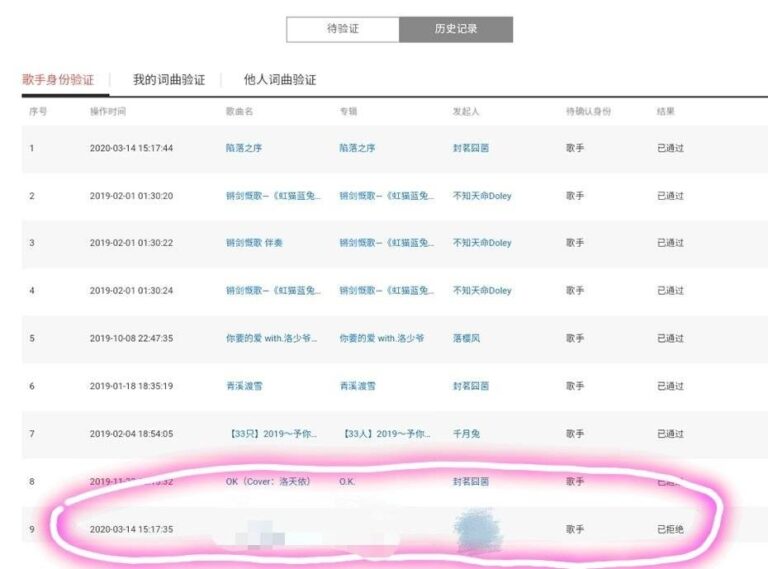 待验证 历史记录
歌手身份验证 我的词曲验证 他人词曲验证
序号 操作时间 歌曲名 专辑 发起人 待确认身份 结果
1 2020-03-14 15:17:44 陷落之序 陷落之序 封茗囧菌 歌手 已通过
2 2019-02-01 01:30:20 锵剑慨歌—《虹猫蓝兔... 锵剑慨歌—《虹猫蓝兔... 不知天命Doley 歌手 已通过
3 2019-02-01 01:30:22 锵剑慨歌 伴奏 锵剑慨歌—《虹猫蓝兔... 不知天命Doley 歌手 已通过
4 2019-02-01 01:30:24 锵剑慨歌—《虹猫蓝兔... 锵剑慨歌—《虹猫蓝兔... 不知天命Doley 歌手 已通过
5 2019-10-08 22:47:35 你要的爱 with.洛少爷... 你要的爱 with.洛少爷 落樱风 歌手 已通过
6 2019-01-18 18:35:19 青溪渡雪 青溪渡雪 封茗囧菌 歌手 已通过
7 2019-02-04 18:54:05 【33只】2019～予你... 【33人】2019～予你... 千月兔 歌手 已通过
8 OK（Cover：洛天依） O.K. 封茗囧菌 歌手 已通过
9 2020-03-14 15:17:35 歌手 已拒绝